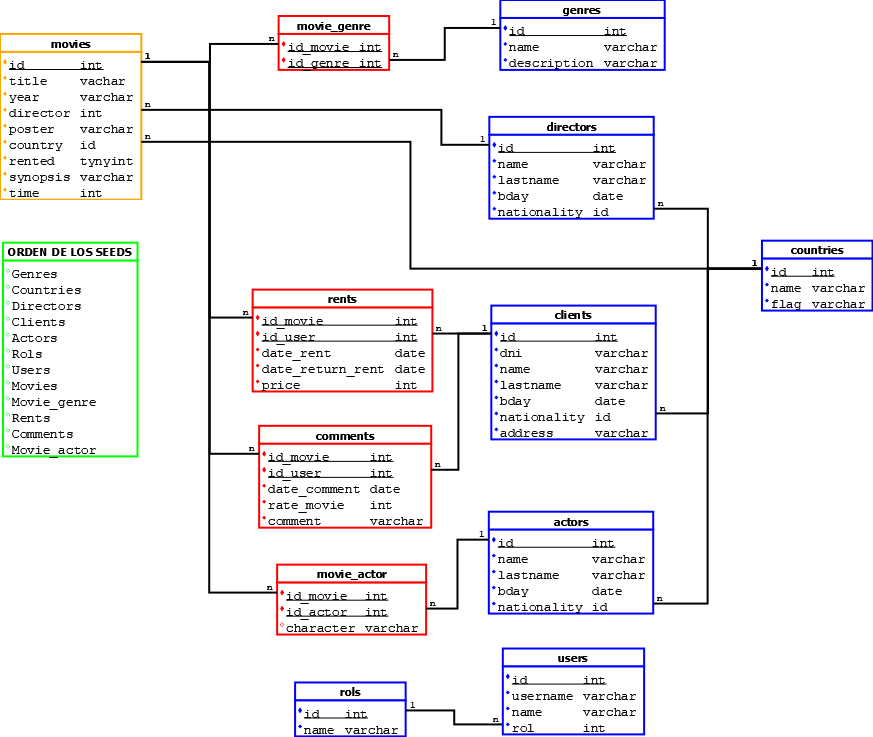 movies
id int
title vachar
year varchar
director int
poster varchar
country id
rented tynyint
synopsis varchar
time int
ORDEN DE LOS SEEDS
Genres
Countries
Directors
Clients
Actors
Rols
Users
Movies
Movie_genre
Rents
Comments
Movie_actor
movie_genre
id_movie int
id_genre int
genres
id int
name varchar
description varchar
directors
id int
name varchar
lastname varchar
bday date
nationality id
countries
id int
name varchar
flag varchar
rents
id_movie int
id_user int
date_rent date
date_return_rent date
price int
clients
id int
dni varchar
name varchar
lastname varchar
bday date
nationality id
address varchar
comments
id_movie int
id_user int
date_comment date
rate_movie int
comment varchar
actors
id int
name varchar
lastname varchar
bday date
nationality id
movie_actor
id_movie int
id_actor int
character varchar
users
id int
username varchar
name varchar
rol int
rols
id int
name varchar
1
n
n
n
n
1
1
n
1
n
n
1
n
n
n
n
n
1
n
1
n